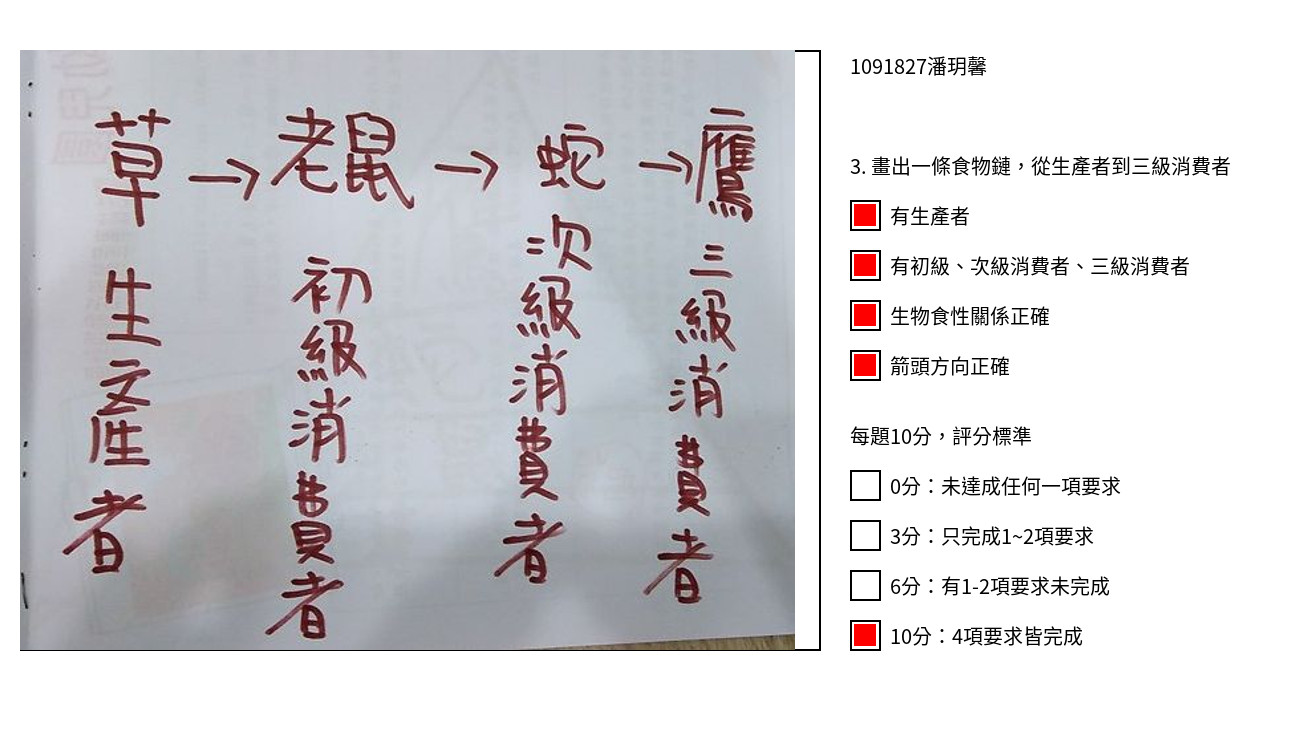 草→老鼠→蛇→鷹
生產者
初級消費者
次級消費者
三級消費者
1091827潘玥馨
3. 畫出一條食物鏈，從生產者到三級消費者
有生產者
有初級、次級消費者、三級消費者
生物食性關係正確
箭頭方向正確
每題10分，評分標準
0分：未達成任何一項要求
3分：只完成1~2項要求
6分：有1-2項要求未完成
10分：4項要求皆完成